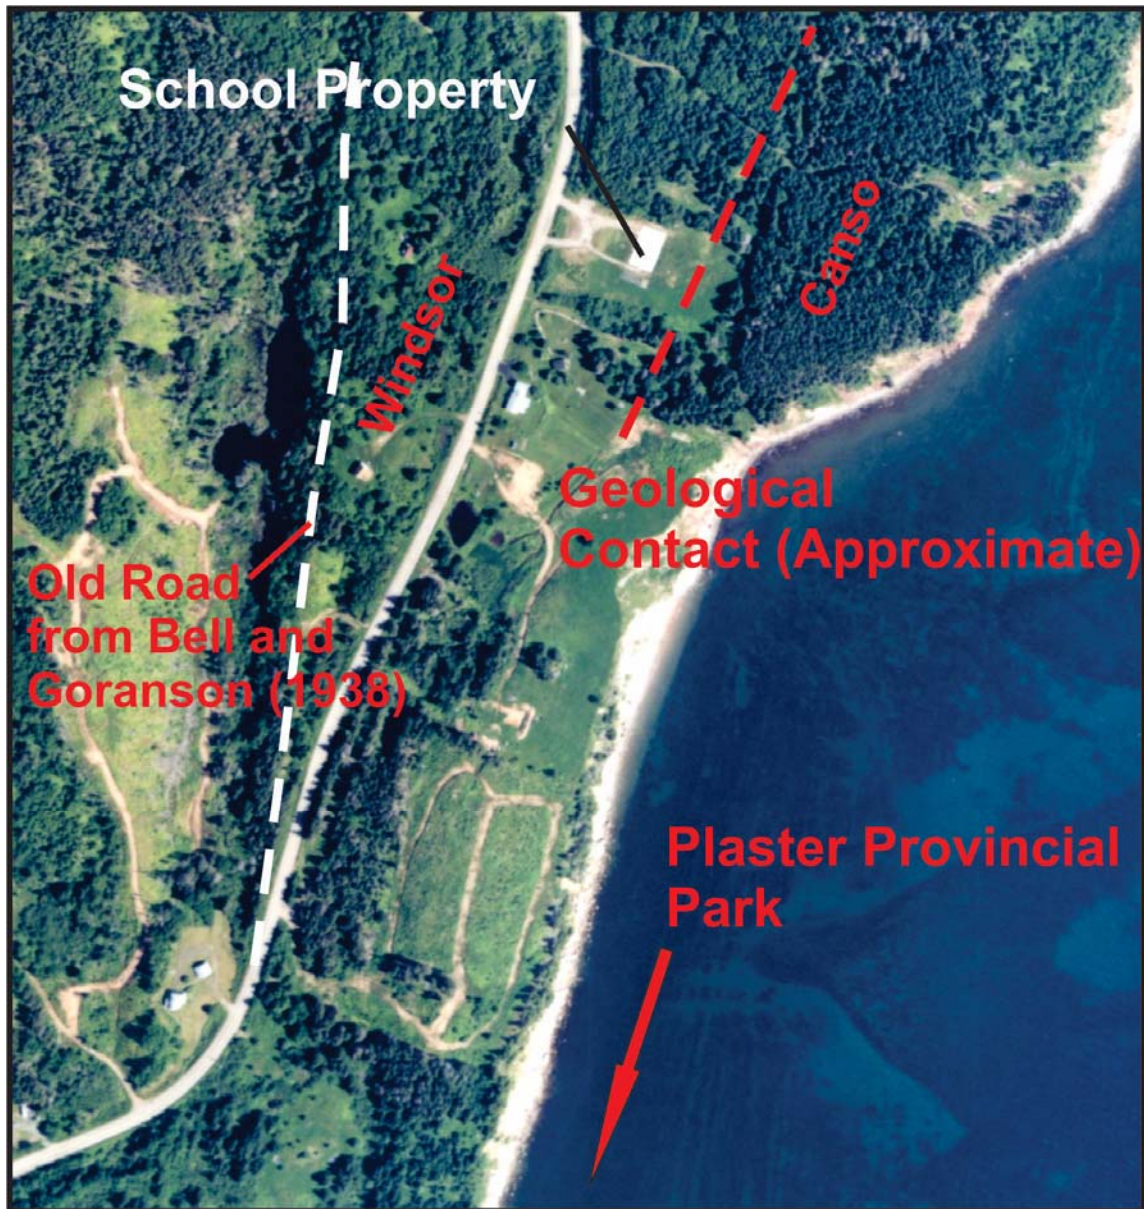 School Property
Windsor
Canso
Geological
Contact (Approximate)
Old Road
from Bell and
Goranson (1938)
Plaster Provincial
Park